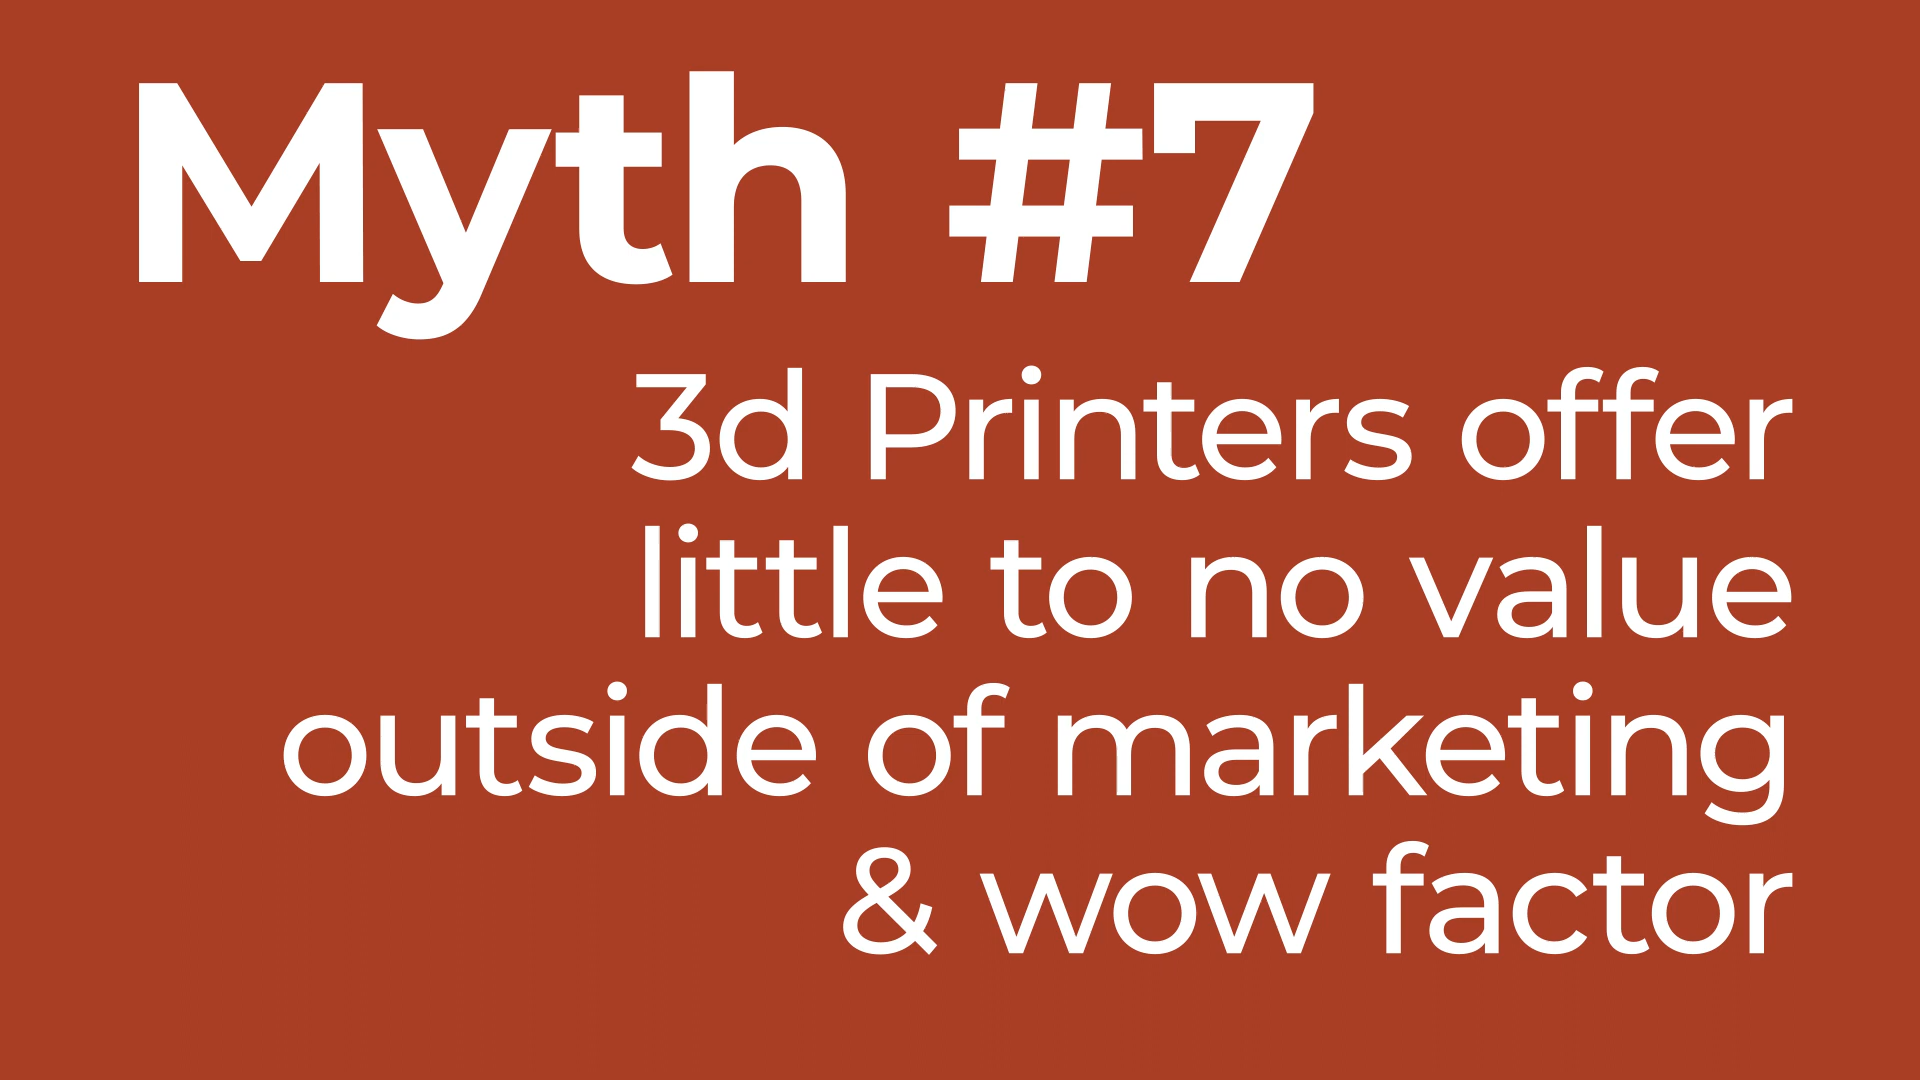 Myth #7
3d Printers offer
little to no value
outside of marketing
& wow factor